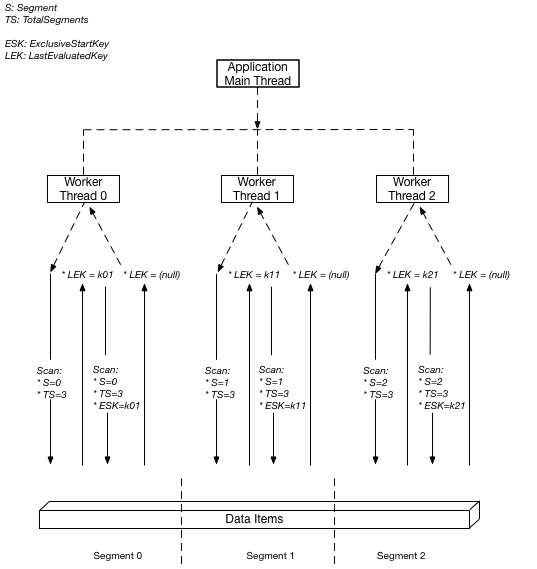 S: Segment
TS: TotalSegments
ESK: ExclusiveStartKey
LEK: LastEvaluatedKey
Application
Main Thread
Worker
Thread 0
Worker
Thread 1
Worker
Thread 2
* LEK = k01
* LEK = (null)
* LEK = k11
* LEK = (null)
* LEK = k21
* LEK = (null)
Scan:
* S=0
* TS=3
Scan:
* S=0
* TS=3
* ESK=k01
Scan:
* S=1
* TS=3
Scan:
* S=1
* TS=3
* ESK=k11
Scan:
* S=2
* TS=3
Scan:
* S=2
* TS=3
* ESK=k21
Data Items
Segment 0
Segment 1
Segment 2